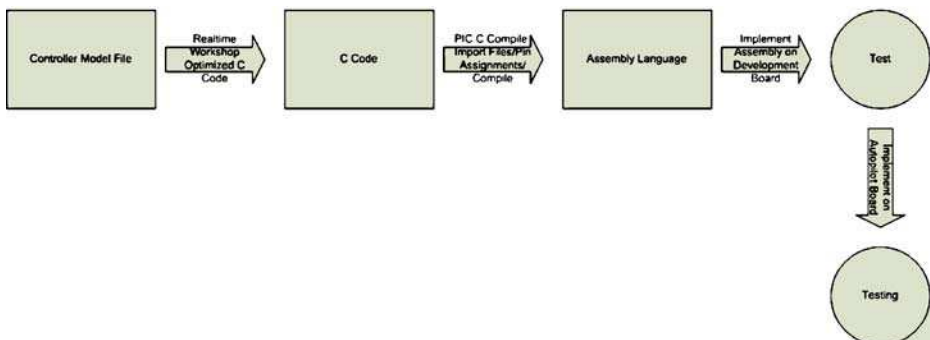 Controller Model File
Realtime
Workshop
Optimized C
Code
C Code
PIC C Compile
Import Files/Pin
Assignments/
Compile
Assembly Language
Implement
Assembly on
Development
Board
Test
Implement on
Autopilot Board
Testing